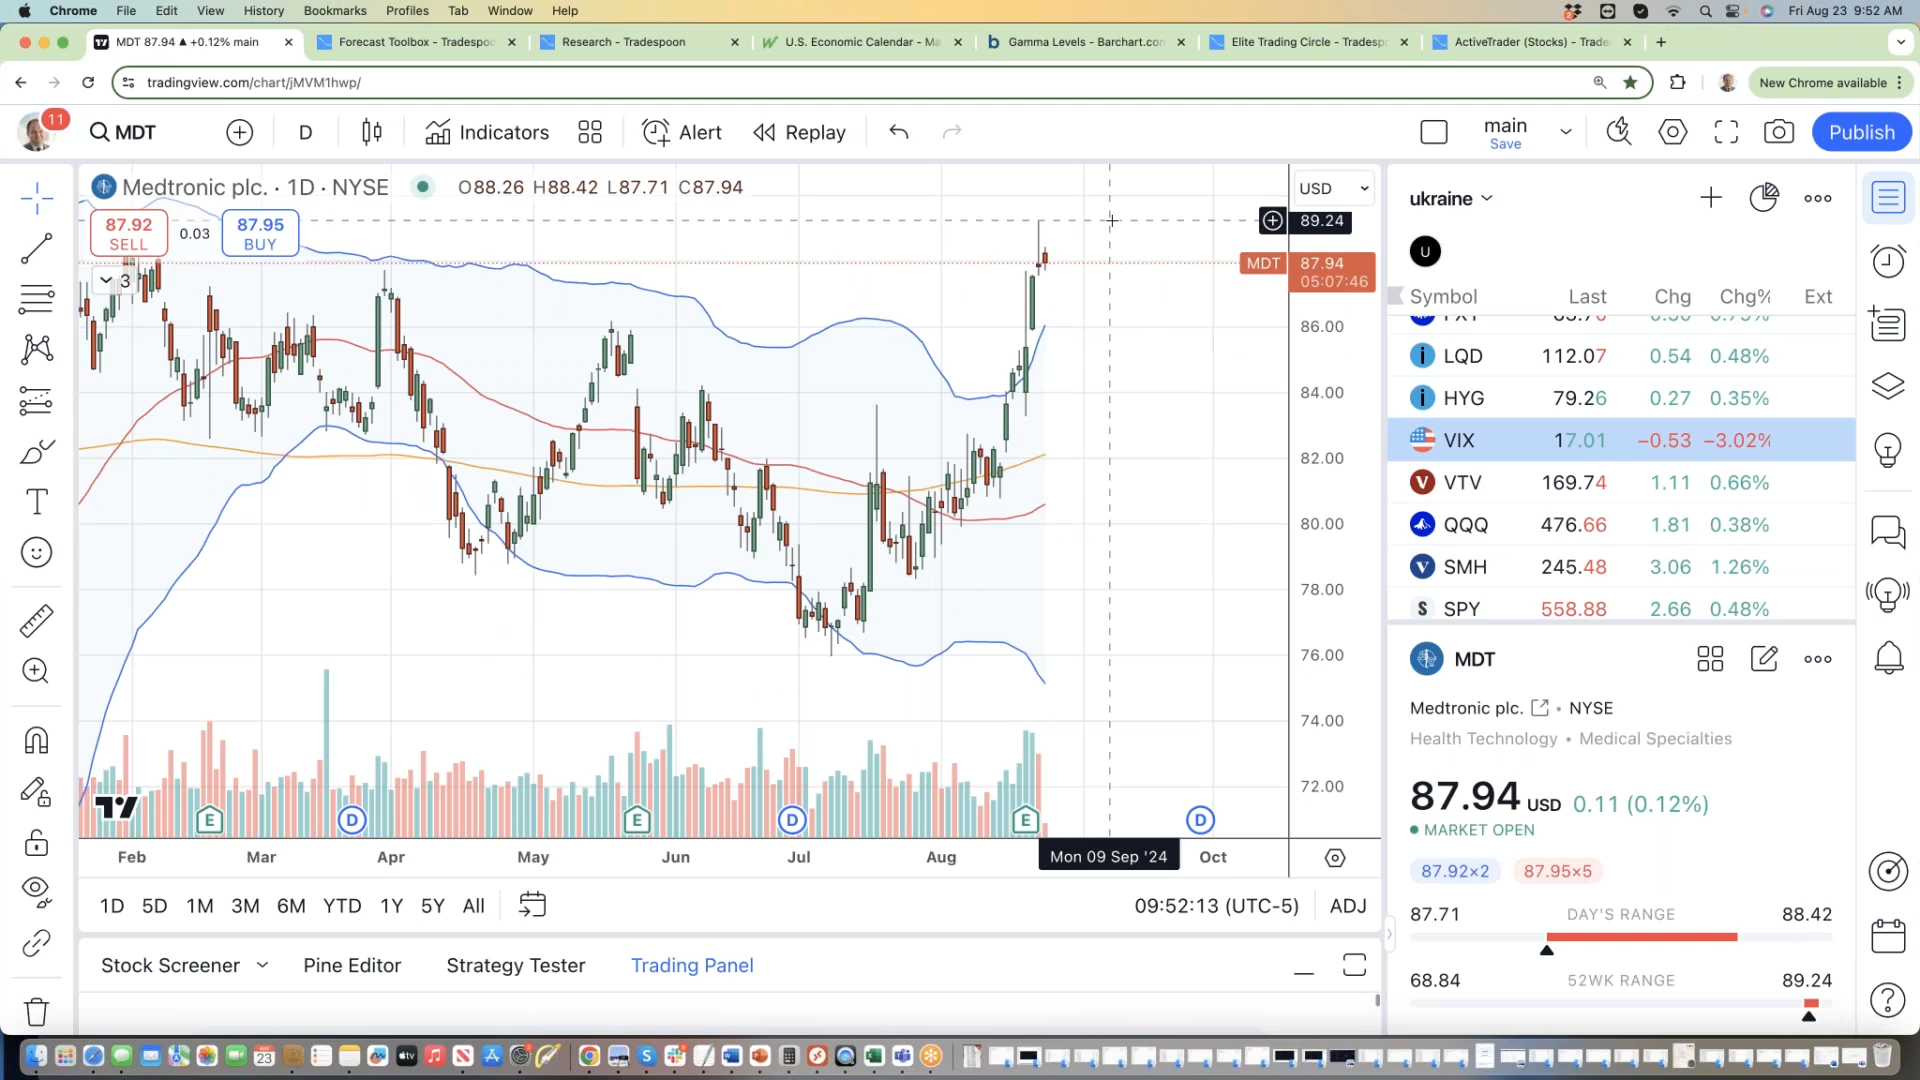 Chrome File Edit View History Bookmarks Profiles Tab Window Help
Fri Aug 23 9:52 AM
MDT 87.94 ▲ +0.12% main
Forecast Toolbox - Tradespoo
Research - Tradespoon
U.S. Economic Calendar - Ma
Gamma Levels - Barchart.com
Elite Trading Circle - Tradesp
ActiveTrader (Stocks) - Trade
tradingview.com/chart/jMVM1hwp/
New Chrome available
11
MDT
D
Indicators
Alert
Replay
main
Save
Publish
Medtronic plc. · 1D · NYSE
O88.26 H88.42 L87.71 C87.94
87.92
SELL
0.03
87.95
BUY
3
USD
89.24
MDT
87.94
05:07:46
86.00
84.00
82.00
80.00
78.00
76.00
74.00
72.00
E
D
E
D
E
D
Feb Mar Apr May Jun Jul Aug
Mon 09 Sep '24
Oct
1D 5D 1M 3M 6M YTD 1Y 5Y All
09:52:13 (UTC-5) ADJ
Stock Screener
Pine Editor
Strategy Tester
Trading Panel
ukraine
U
Symbol Last Chg Chg% Ext
LQD 112.07 0.54 0.48%
HYG 79.26 0.27 0.35%
VIX 17.01 −0.53 −3.02%
VTV 169.74 1.11 0.66%
QQQ 476.66 1.81 0.38%
SMH 245.48 3.06 1.26%
SPY 558.88 2.66 0.48%
MDT
Medtronic plc. • NYSE
Health Technology • Medical Specialties
87.94 USD 0.11 (0.12%)
MARKET OPEN
87.92×2 87.95×5
87.71 DAY'S RANGE 88.42
68.84 52WK RANGE 89.24